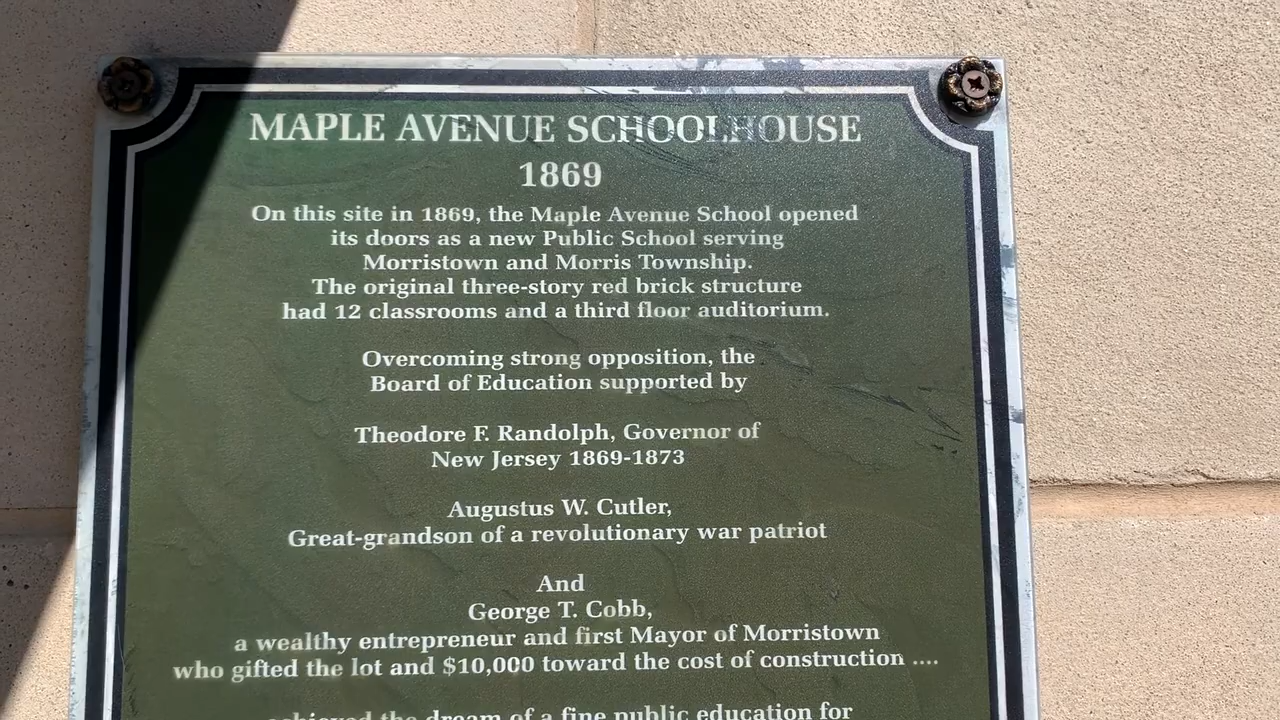 MAPLE AVENUE SCHOOLHOUSE
1869
On this site in 1869, the Maple Avenue School opened
its doors as a new Public School serving
Morristown and Morris Township.
The original three-story red brick structure
had 12 classrooms and a third floor auditorium.
Overcoming strong opposition, the
Board of Education supported by
Theodore F. Randolph, Governor of
New Jersey 1869-1873
Augustus W. Cutler,
Great-grandson of a revolutionary war patriot
And
George T. Cobb,
a wealthy entrepreneur and first Mayor of Morristown
who gifted the lot and $10,000 toward the cost of construction ....
achieved the dream of a fine public education for